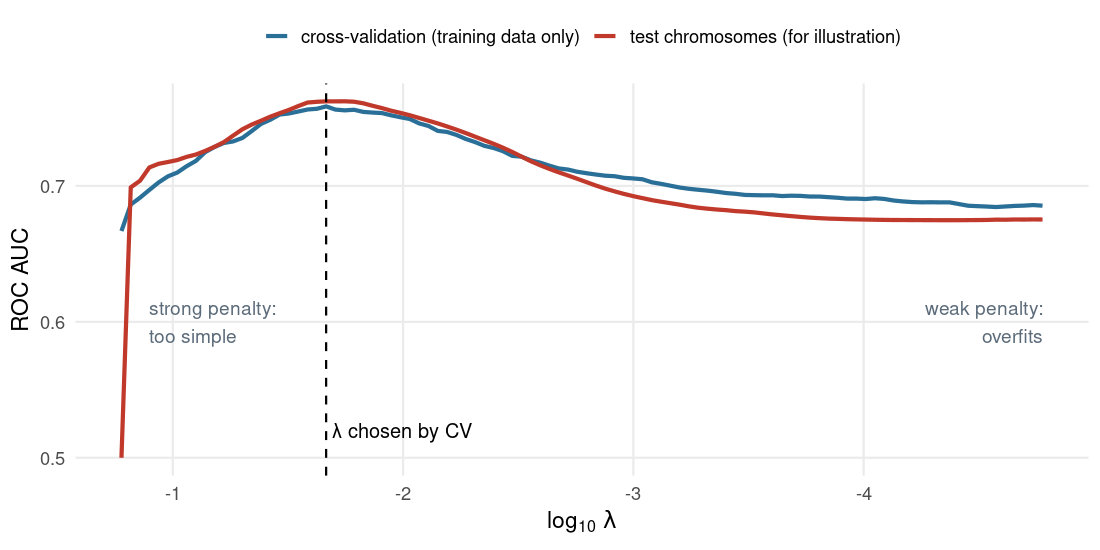 cross-validation (training data only) test chromosomes (for illustration)
ROC AUC
0.7
0.6
0.5
strong penalty:
too simple
weak penalty:
overfits
λ chosen by CV
-1 -2 -3 -4
log₁₀ λ